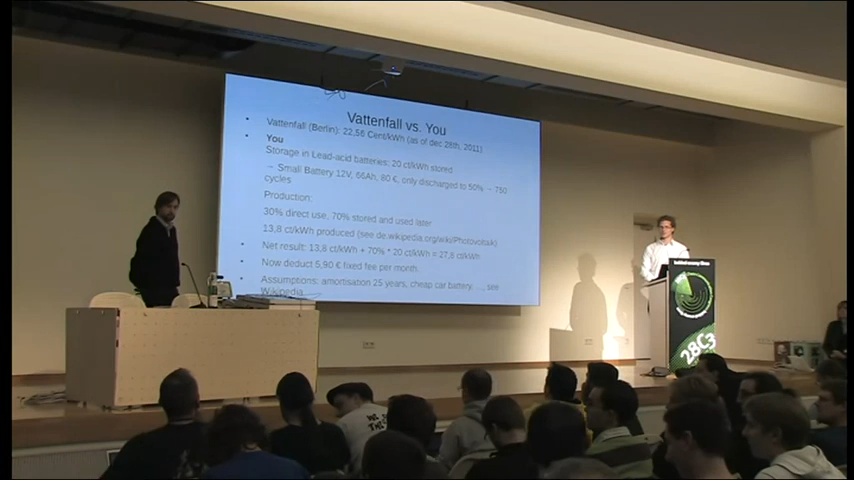 Vattenfall vs. You
• Vattenfall (Berlin): 22,56 Cent/kWh (as of dec 28th, 2011)
• You
Storage in Lead-acid batteries: 20 ct/kWh stored
→ Small Battery 12V, 66Ah, 80 €, only discharged to 50% → 750
cycles
Production:
30% direct use, 70% stored and used later
13,8 ct/kWh produced (see de.wikipedia.org/wiki/Photovoltaik)
• Net result: 13,8 ct/kWh + 70% * 20 ct/kWh = 27,8 ct/kWh
• Now deduct 5,90 € fixed fee per month.
• Assumptions: amortisation 25 years, cheap car battery, ..., see
Wikipedia
behind enemy lines
28C3